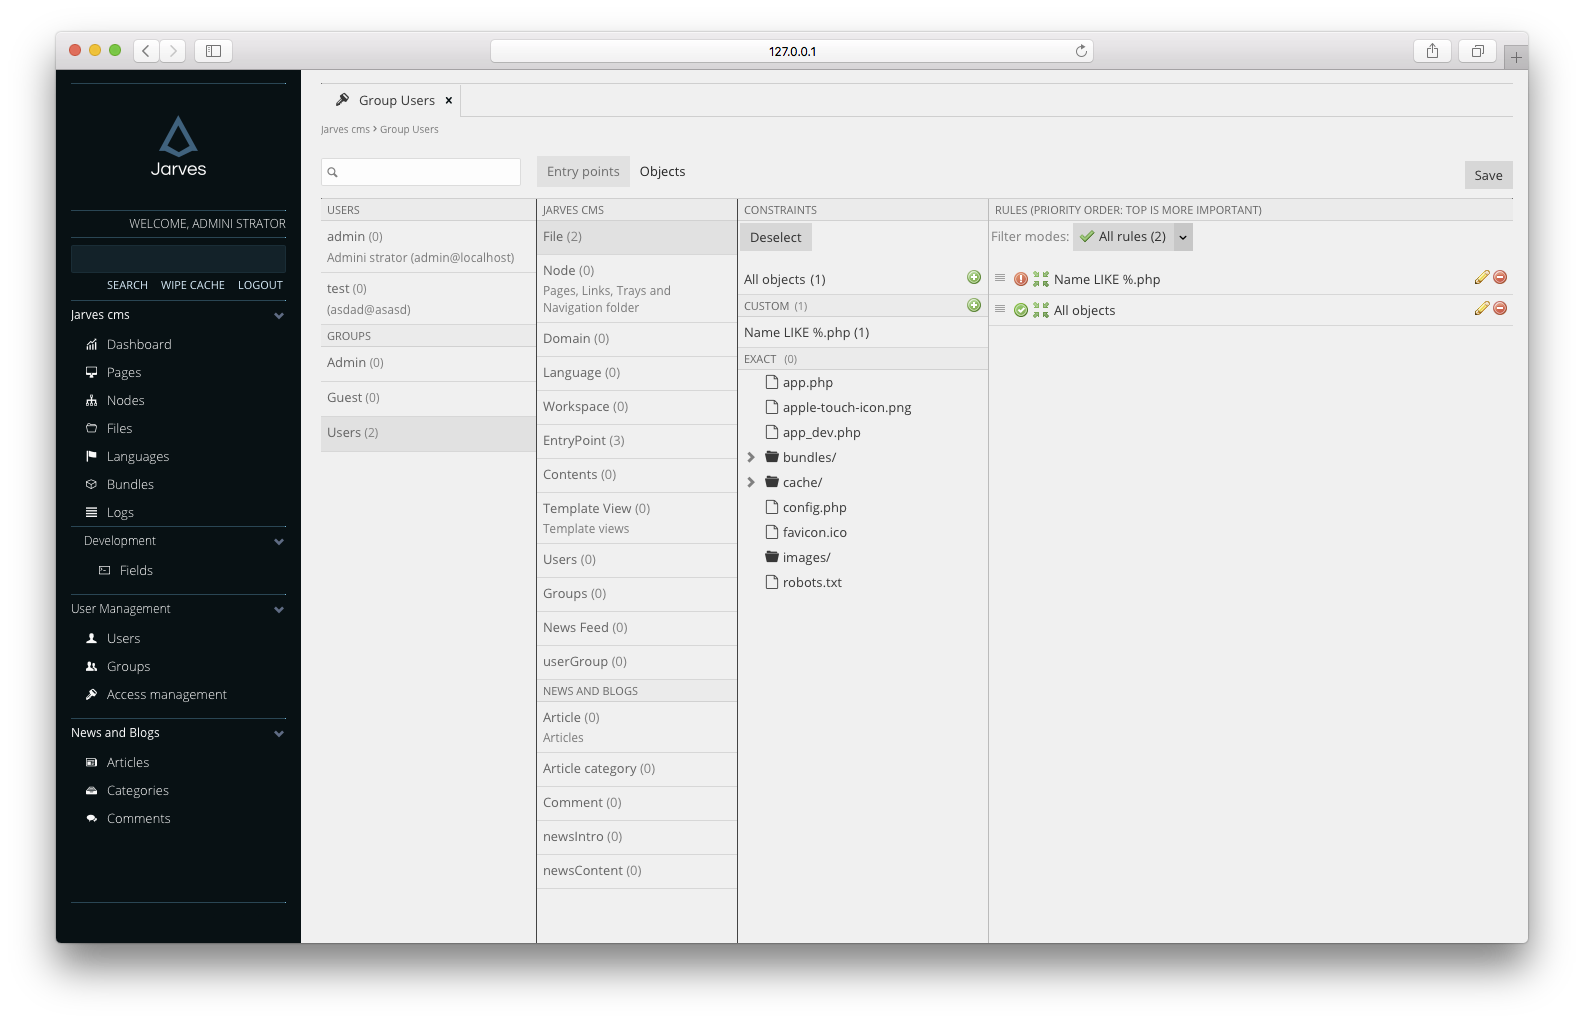 127.0.0.1
Jarves
WELCOME, ADMINI STRATOR
SEARCH WIPE CACHE LOGOUT
Jarves cms
Dashboard
Pages
Nodes
Files
Languages
Bundles
Logs
Development
Fields
User Management
Users
Groups
Access management
News and Blogs
Articles
Categories
Comments
Group Users ×
Jarves cms › Group Users
Entry points Objects
Save
USERS
admin (0)
Admini strator (admin@localhost)
test (0)
(asdad@asasd)
GROUPS
Admin (0)
Guest (0)
Users (2)
JARVES CMS
File (2)
Node (0)
Pages, Links, Trays and
Navigation folder
Domain (0)
Language (0)
Workspace (0)
EntryPoint (3)
Contents (0)
Template View (0)
Template views
Users (0)
Groups (0)
News Feed (0)
userGroup (0)
NEWS AND BLOGS
Article (0)
Articles
Article category (0)
Comment (0)
newsIntro (0)
newsContent (0)
CONSTRAINTS
Deselect
All objects (1)
CUSTOM (1)
Name LIKE %.php (1)
EXACT (0)
app.php
apple-touch-icon.png
app_dev.php
bundles/
cache/
config.php
favicon.ico
images/
robots.txt
RULES (PRIORITY ORDER: TOP IS MORE IMPORTANT)
Filter modes: All rules (2)
Name LIKE %.php
All objects